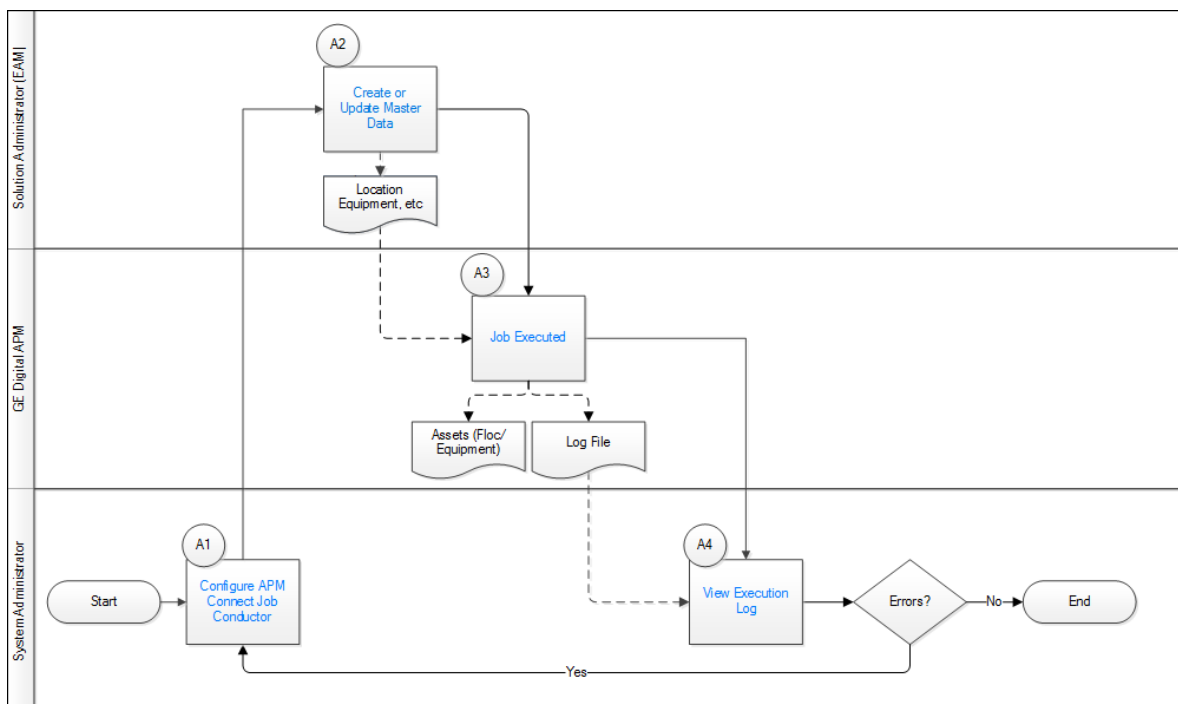 Solution Administrator (EAM|
A2
Create or
Update Master
Data
Location
Equipment, etc
GE Digital APM
A3
Job Executed
Assets (Floc/
Equipment)
Log File
System Administrator
Start
A1
Configure APM
Connect Job
Conductor
A4
View Execution
Log
Errors?
No
End
Yes